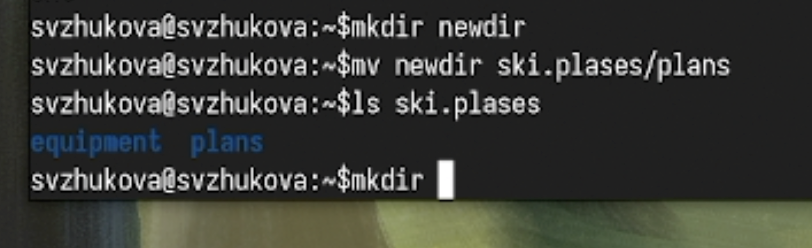 svzhukova@svzhukova:~$mkdir newdir
svzhukova@svzhukova:~$mv newdir ski.plases/plans
svzhukova@svzhukova:~$ls ski.plases
equipment plans
svzhukova@svzhukova:~$mkdir